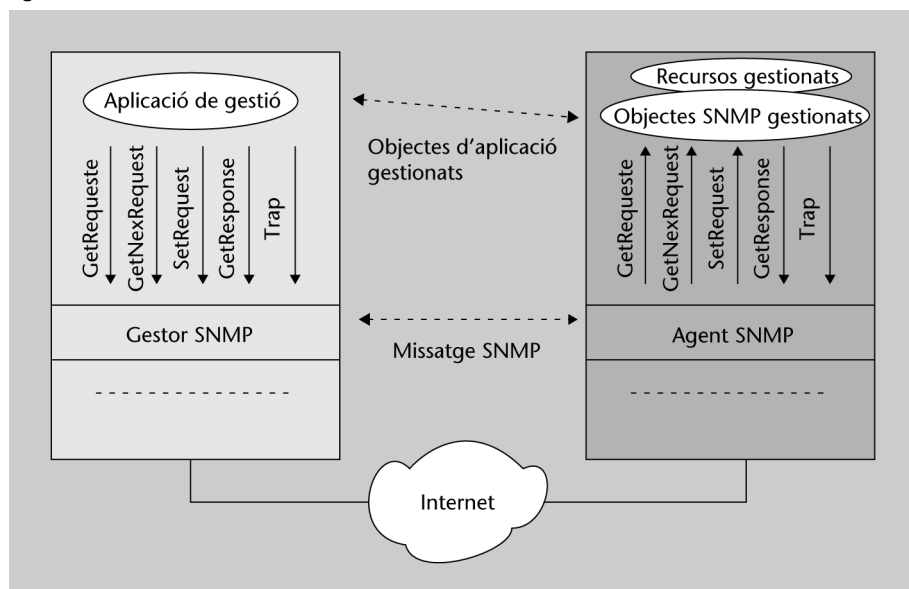 Aplicació de gestió
GetRequeste
GetNexRequest
SetRequest
GetResponse
Trap
Gestor SNMP
Objectes d'aplicació
gestionats
Missatge SNMP
Recursos gestionats
Objectes SNMP gestionats
GetRequeste
GetNexRequest
SetRequest
GetResponse
Trap
Agent SNMP
Internet